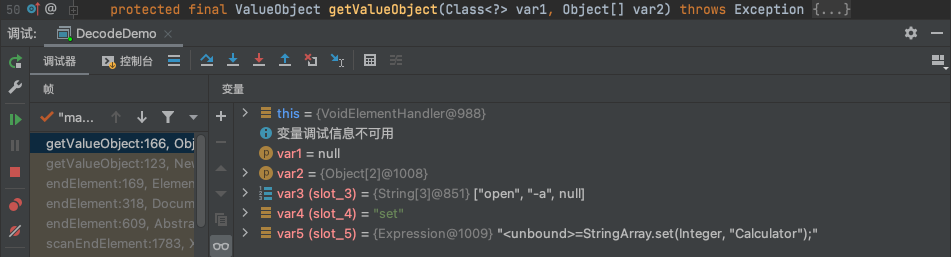 50 @ protected final ValueObject getValueObject(Class<?> var1, Object[] var2) throws Exception {...}
调试: DecodeDemo
调试器 控制台
帧 变量
"ma...
this = {VoidElementHandler@988}
变量调试信息不可用
getValueObject:166, Obj
var1 = null
getValueObject:123, New
var2 = {Object[2]@1008}
endElement:169, Elemen
var3 (slot_3) = {String[3]@851} ["open", "-a", null]
endElement:318, Docum
var4 (slot_4) = "set"
endElement:609, Abstra
var5 (slot_5) = {Expression@1009} "<unbound>=StringArray.set(Integer, "Calculator");"
scanEndElement:1783, X